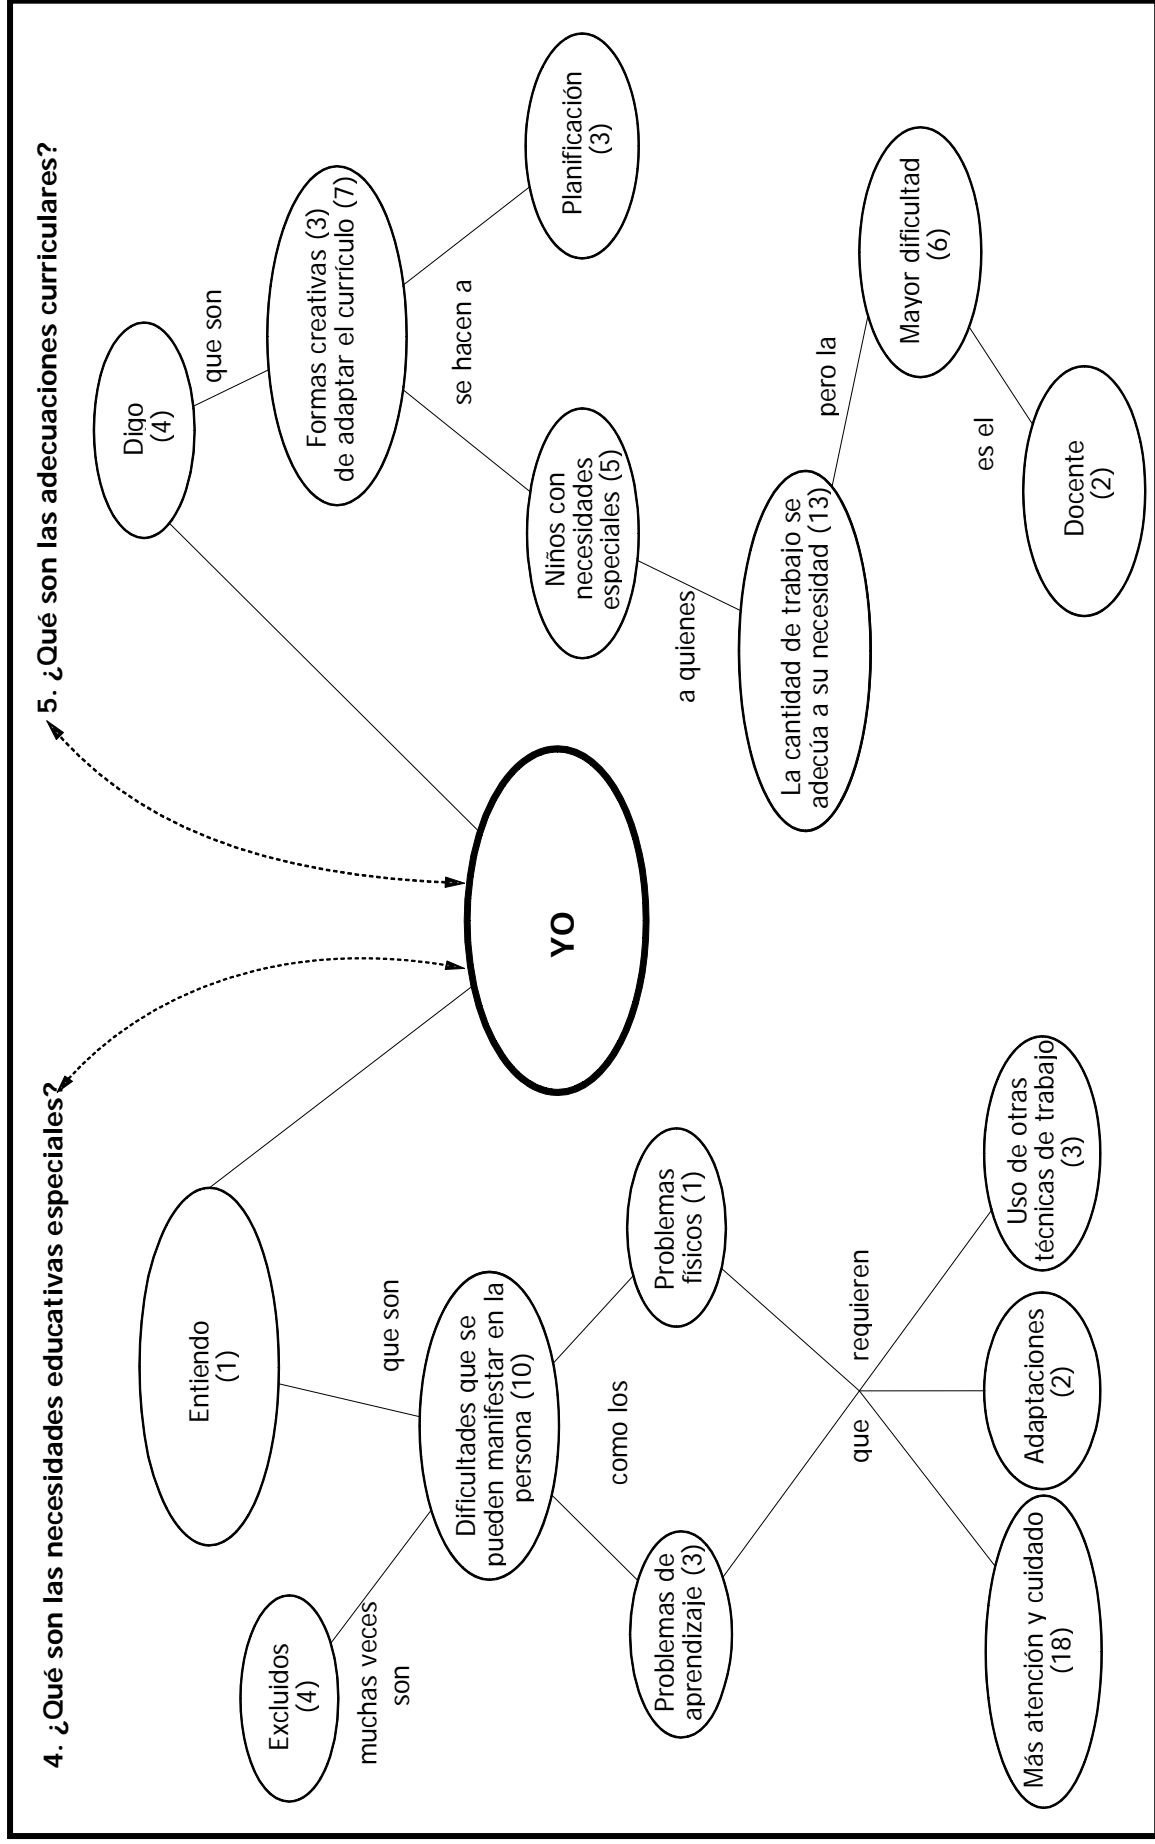 4. ¿Qué son las necesidades educativas especiales?
5. ¿Qué son las adecuaciones curriculares?
Entiendo
(1)
que son
Excluidos
(4)
muchas veces
son
Dificultades que se
pueden manifestar en la
persona (10)
como los
Problemas de
aprendizaje (3)
Problemas
físicos (1)
que
requieren
Más atención y cuidado
(18)
Adaptaciones
(2)
Uso de otras
técnicas de trabajo
(3)
YO
Digo
(4)
que son
Formas creativas (3)
de adaptar el currículo (7)
se hacen a
Niños con
necesidades
especiales (5)
Planificación
(3)
a quienes
La cantidad de trabajo se
adecúa a su necesidad (13)
pero la
Mayor dificultad
(6)
es el
Docente
(2)